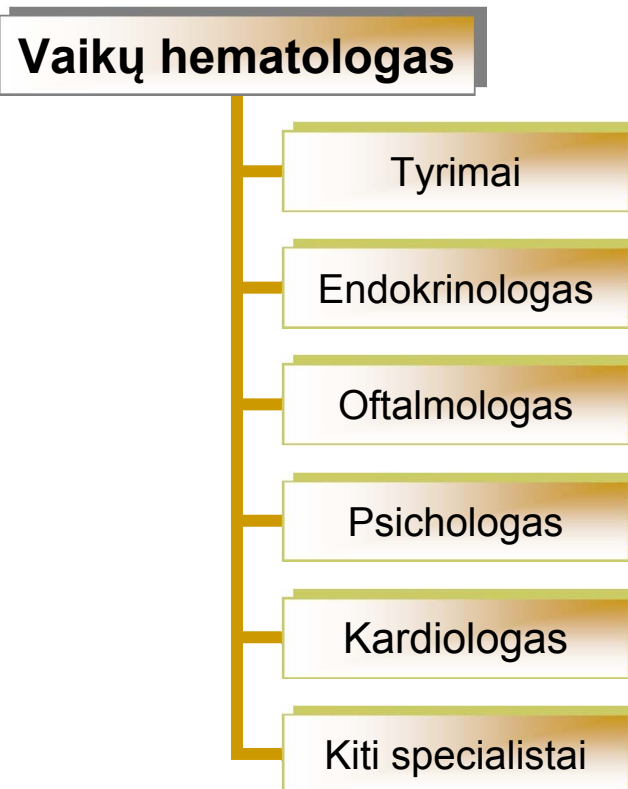 Vaikų hematologas
Tyrimai
Endokrinologas
Oftalmologas
Psichologas
Kardiologas
Kiti specialistai